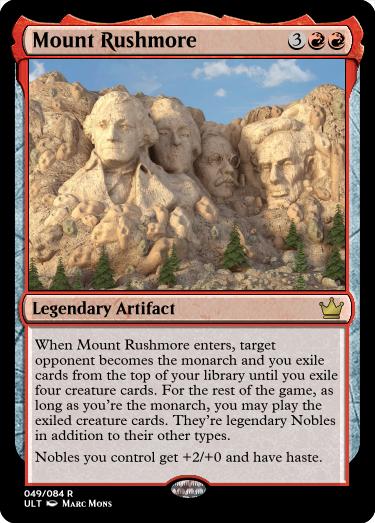 Mount Rushmore 3
Legendary Artifact
When Mount Rushmore enters, target
opponent becomes the monarch and you exile
cards from the top of your library until you exile
four creature cards. For the rest of the game, as
long as you're the monarch, you may play the
exiled creature cards. They're legendary Nobles
in addition to their other types.
Nobles you control get +2/+0 and have haste.
049/084 R
ULT Marc Mons